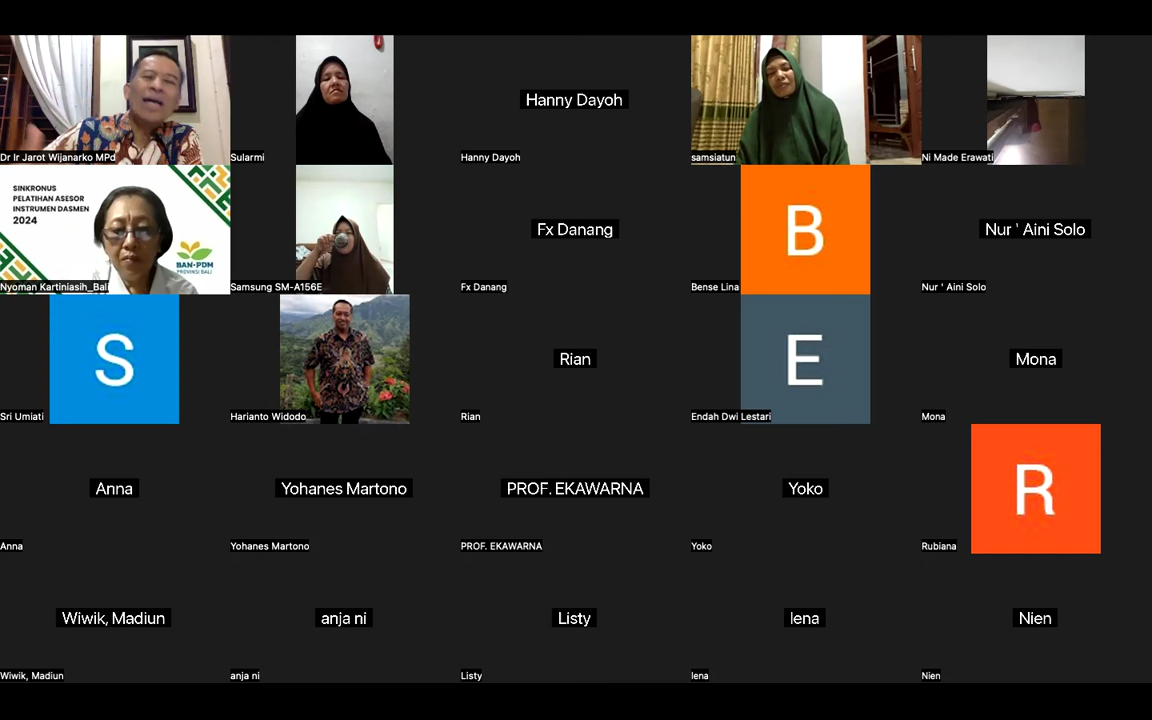 Hanny Dayoh
Dr Ir Jarot Wijanarko MPd
Sularmi
Hanny Dayoh
samsiatun
Ni Made Erawati
SINKRONUS
PELATIHAN ASESOR
INSTRUMEN DASMEN
2024
BAN-PDM
PROVINSI BALI
Fx Danang
B
Nur ' Aini Solo
Nyoman Kartiniasih_Bali
Samsung SM-A156E
Fx Danang
Bense Lina
Nur ' Aini Solo
S
Rian
E
Mona
Sri Umiati
Harianto Widodo
Rian
Endah Dwi Lestari
Mona
Anna
Yohanes Martono
PROF. EKAWARNA
Yoko
R
Anna
Yohanes Martono
PROF. EKAWARNA
Yoko
Rubiana
Wiwik, Madiun
anja ni
Listy
lena
Nien
Wiwik, Madiun
anja ni
Listy
lena
Nien